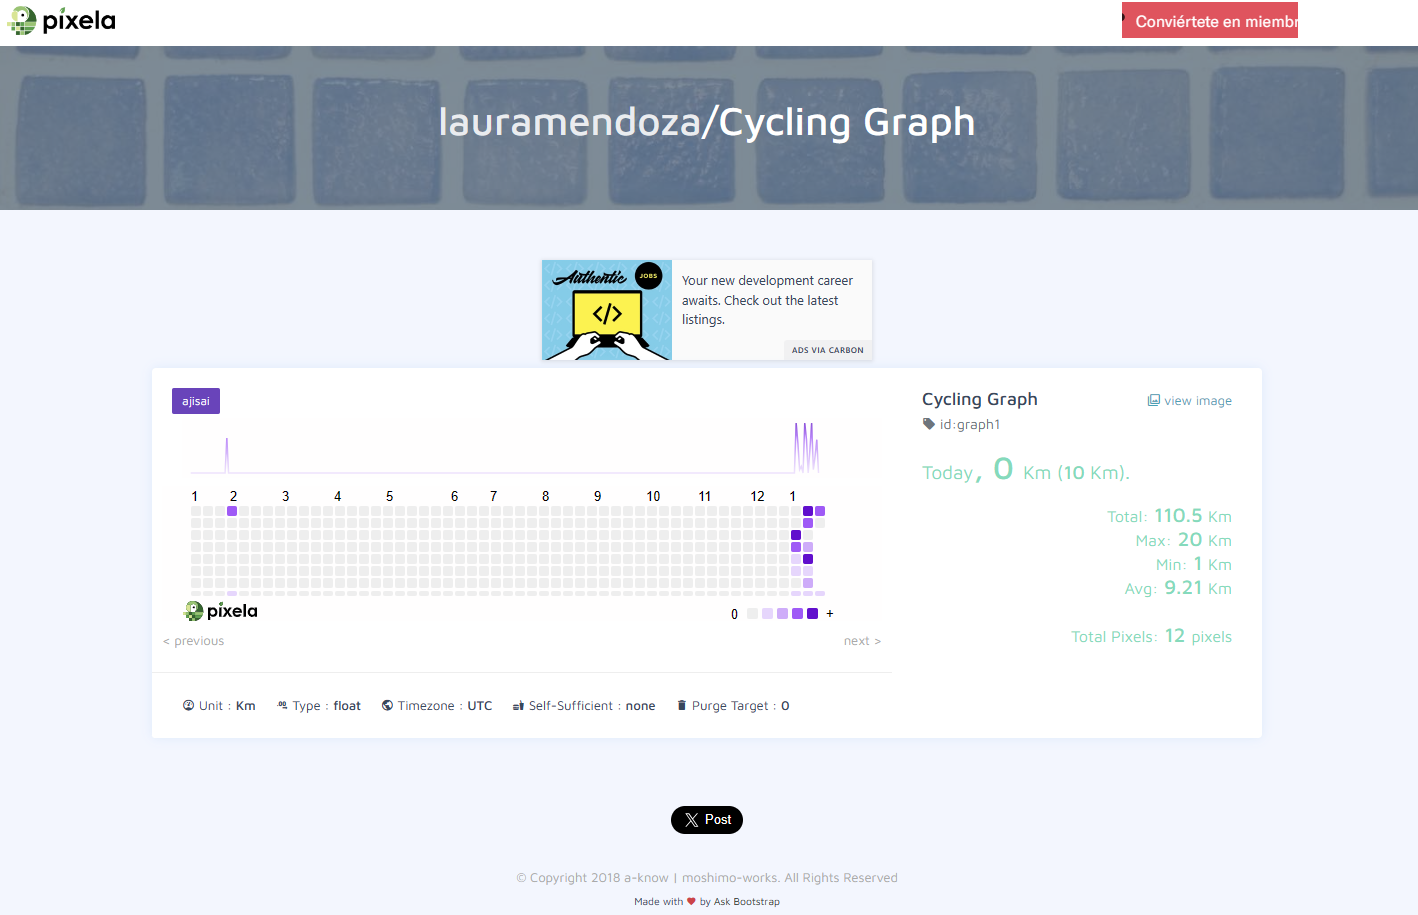 pixela
Conviértete en miembr
lauramendoza/Cycling Graph
Authentic JOBS
</>
Your new development career
awaits. Check out the latest
listings.
ADS VIA CARBON
ajisai
1 2 3 4 5 6 7 8 9 10 11 12 1
pixela
0 +
< previous next >
Unit : Km Type : float Timezone : UTC Self-Sufficient : none Purge Target : 0
Cycling Graph view image
id:graph1
Today, 0 Km (10 Km).
Total: 110.5 Km
Max: 20 Km
Min: 1 Km
Avg: 9.21 Km
Total Pixels: 12 pixels
Post
© Copyright 2018 a-know | moshimo-works. All Rights Reserved
Made with ♥ by Ask Bootstrap